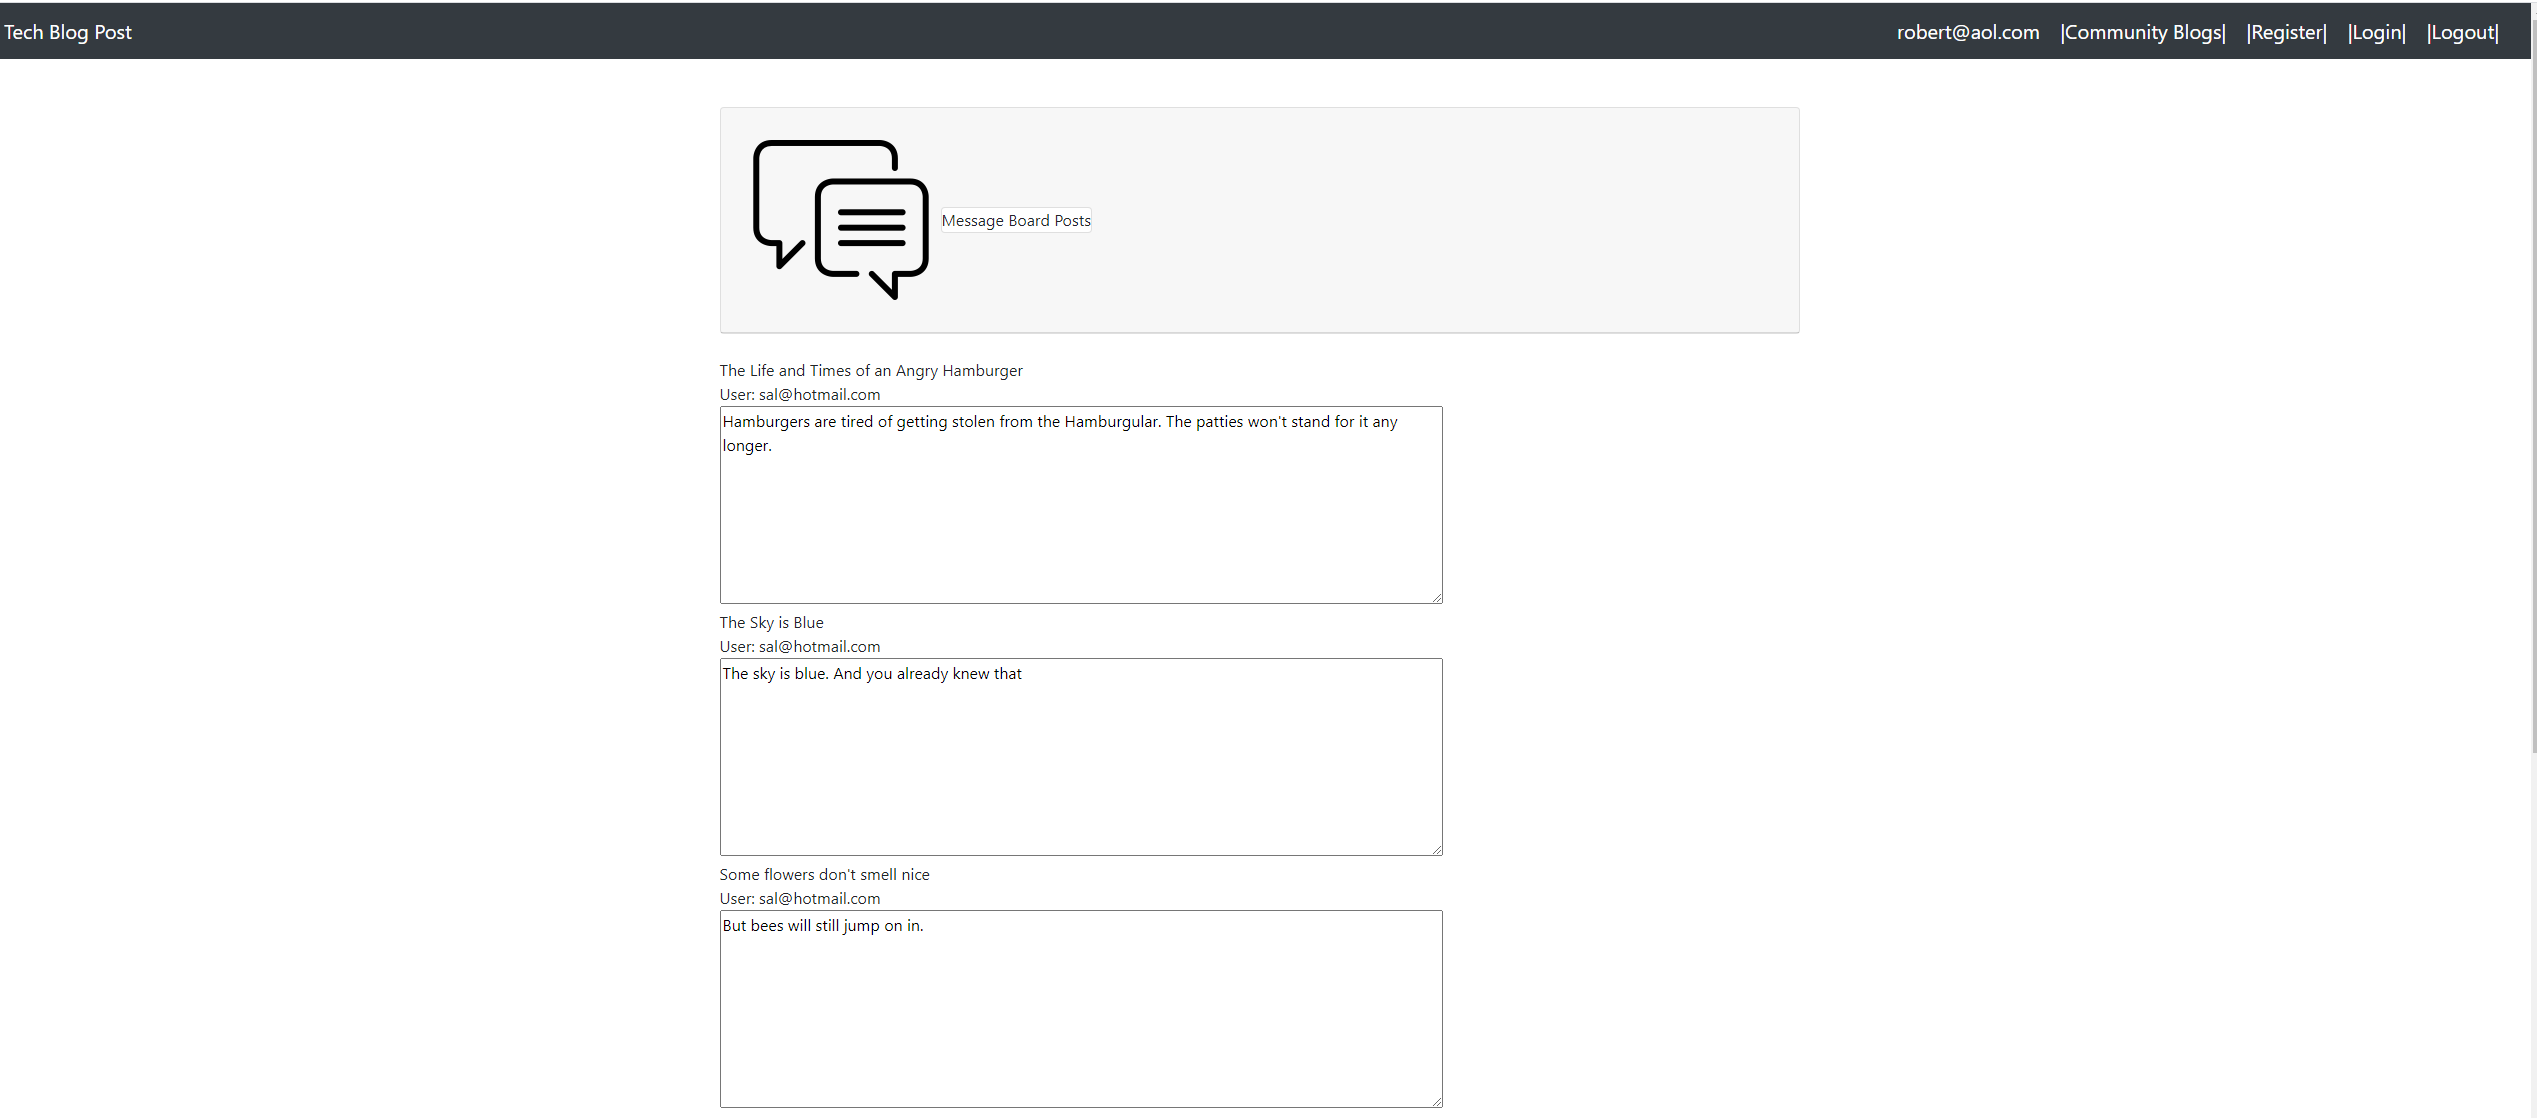 Tech Blog Post
robert@aol.com |Community Blogs| |Register| |Login| |Logout|
Message Board Posts
The Life and Times of an Angry Hamburger
User: sal@hotmail.com
Hamburgers are tired of getting stolen from the Hamburgular. The patties won't stand for it any
longer.
The Sky is Blue
User: sal@hotmail.com
The sky is blue. And you already knew that
Some flowers don't smell nice
User: sal@hotmail.com
But bees will still jump on in.